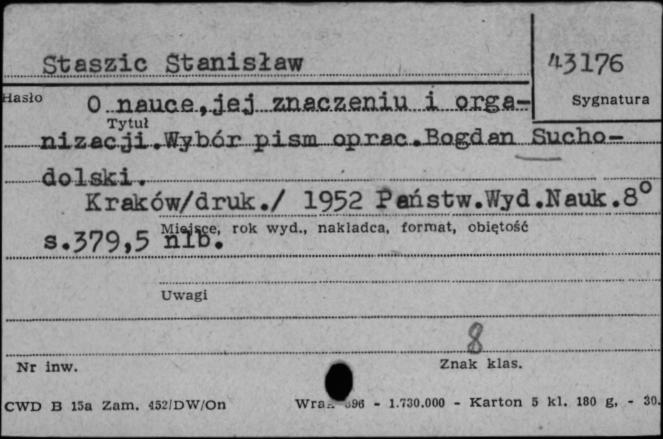 Staszic Stanisław
43176
Hasło
Sygnatura
O nauce,jej znaczeniu i orga-
Tytuł
nizacji.Wybór pism oprac.Bogdan Sucho-
dolski.
Kraków/druk./ 1952 Państw.Wyd.Nauk.8°
Miejsce, rok wyd., nakładca, format, objętość
s.379,5 nlb.
Uwagi
8
Nr inw.
Znak klas.
CWD B 15a Zam. 452/DW/On
696 - 1.730.000 - Karton 5 kl. 180 g. - 30.